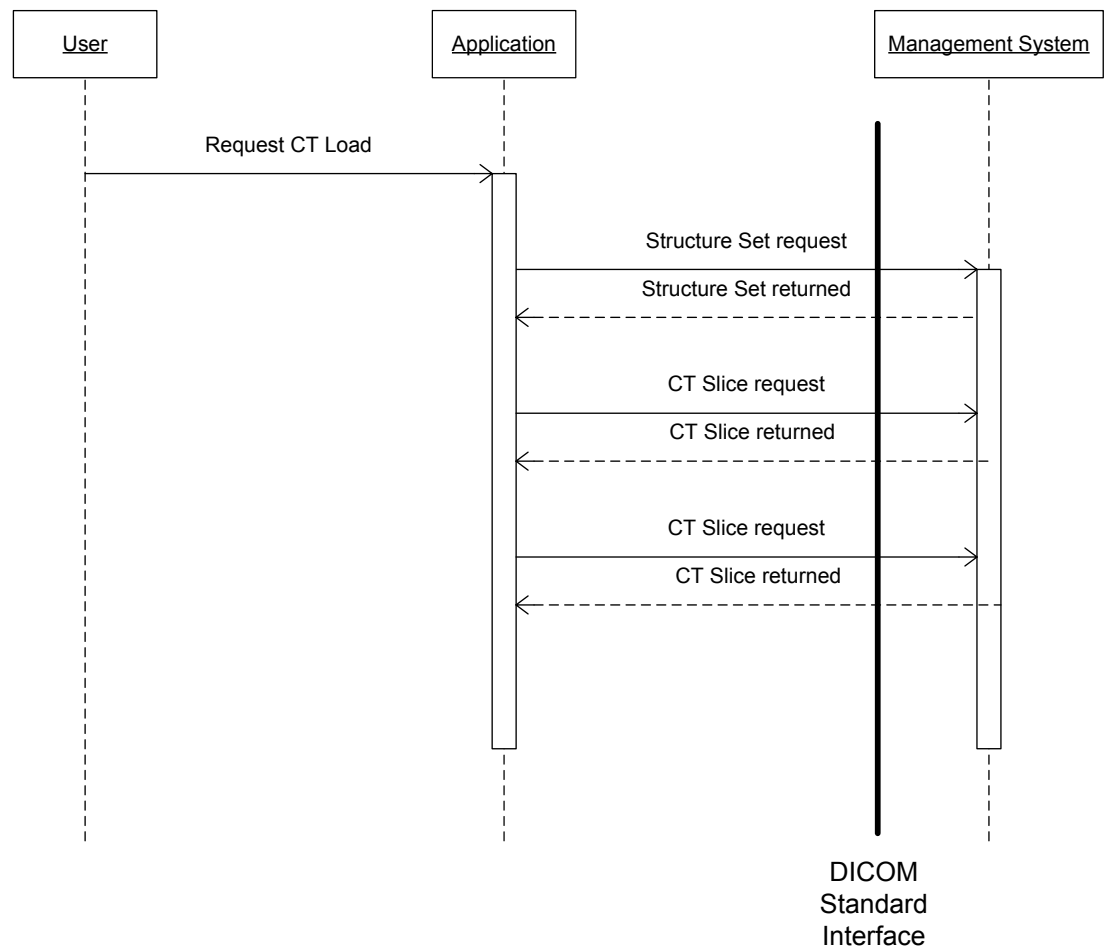 User
Application
Management System
Request CT Load
Structure Set request
Structure Set returned
CT Slice request
CT Slice returned
CT Slice request
CT Slice returned
DICOM
Standard
Interface